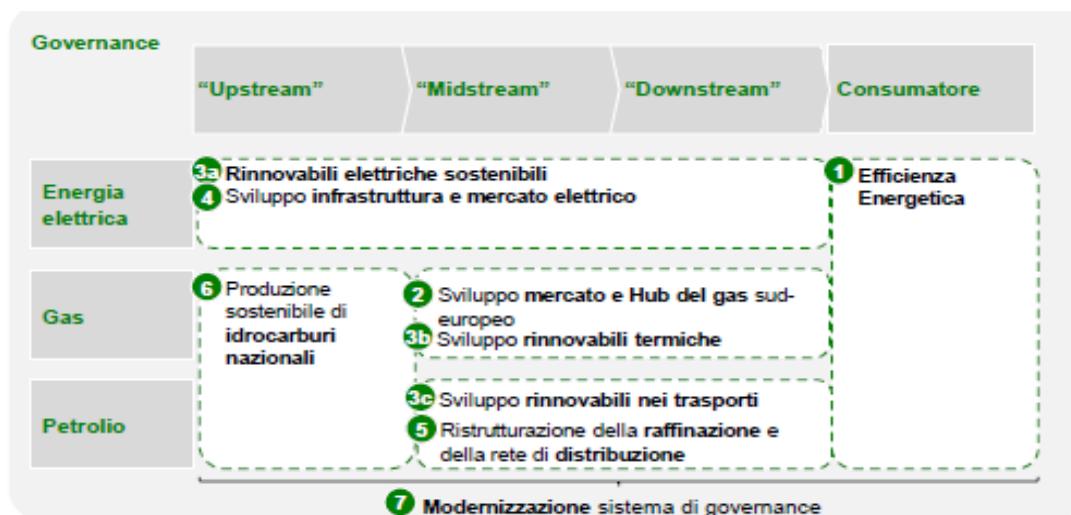 Governance
“Upstream”
“Midstream”
“Downstream”
Consumatore
Energia
elettrica
3a Rinnovabili elettriche sostenibili
4 Sviluppo infrastruttura e mercato elettrico
1 Efficienza
Energetica
Gas
6 Produzione
sostenibile di
idrocarburi
nazionali
2 Sviluppo mercato e Hub del gas sud-
europeo
3b Sviluppo rinnovabili termiche
Petrolio
3c Sviluppo rinnovabili nei trasporti
5 Ristrutturazione della raffinazione e
della rete di distribuzione
7 Modernizzazione sistema di governance